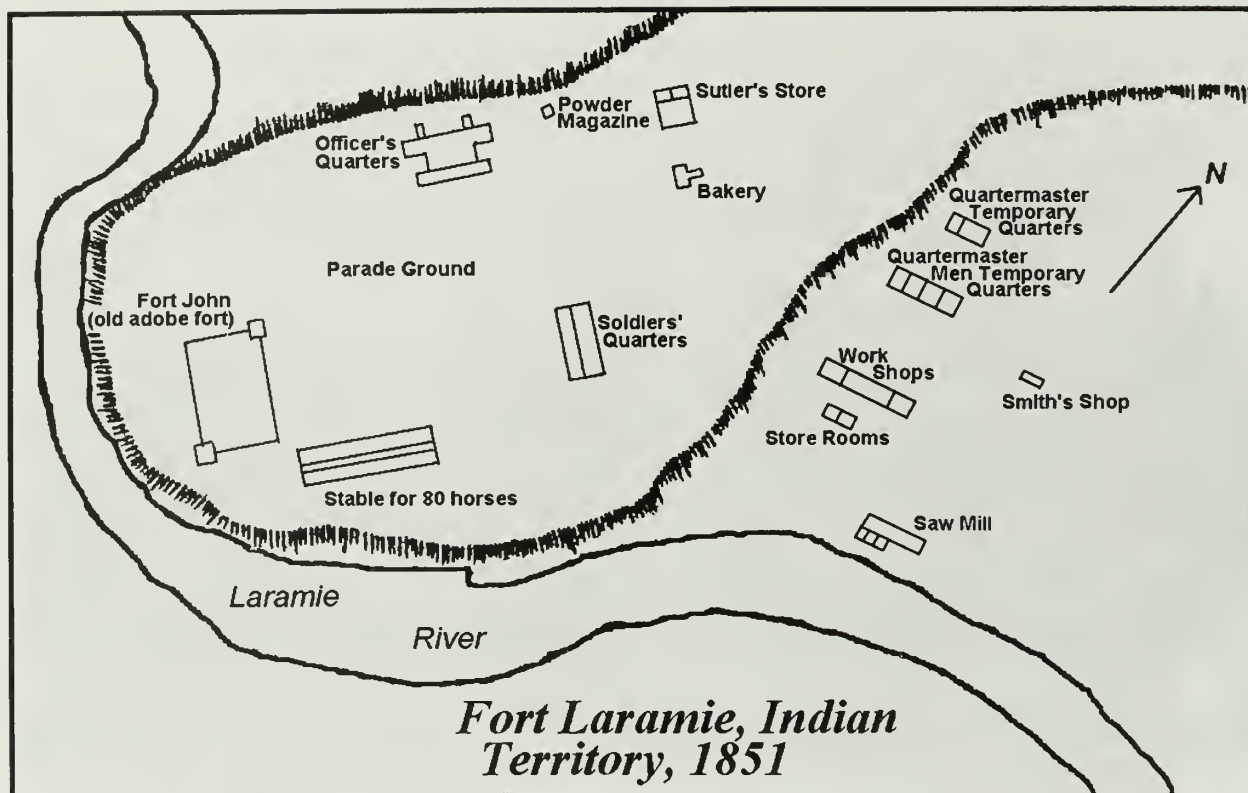 Sutler's Store
Powder
Magazine
Officer's
Quarters
Bakery
N
Quartermaster
Temporary
Quarters
Quartermaster
Men Temporary
Quarters
Parade Ground
Fort John
(old adobe fort)
Soldiers'
Quarters
Work
Shops
Smith's Shop
Store Rooms
Stable for 80 horses
Saw Mill
Laramie
River
Fort Laramie, Indian
Territory, 1851